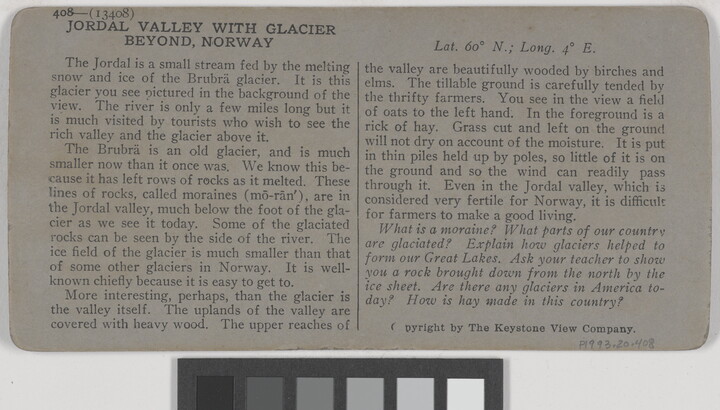 408—(13408)
JORDAL VALLEY WITH GLACIER
BEYOND, NORWAY
The Jordal is a small stream fed by the melting
snow and ice of the Brubrä glacier. It is this
glacier you see pictured in the background of the
view. The river is only a few miles long but it
is much visited by tourists who wish to see the
rich valley and the glacier above it.
The Brubrä is an old glacier, and is much
smaller now than it once was. We know this be-
cause it has left rows of rocks as it melted. These
lines of rocks, called moraines (mō-rān′), are in
the Jordal valley, much below the foot of the gla-
cier as we see it today. Some of the glaciated
rocks can be seen by the side of the river. The
ice field of the glacier is much smaller than that
of some other glaciers in Norway. It is well-
known chiefly because it is easy to get to.
More interesting, perhaps, than the glacier is
the valley itself. The uplands of the valley are
covered with heavy wood. The upper reaches of
Lat. 60° N.; Long. 4° E.
the valley are beautifully wooded by birches and
elms. The tillable ground is carefully tended by
the thrifty farmers. You see in the view a field
of oats to the left hand. In the foreground is a
rick of hay. Grass cut and left on the ground
will not dry on account of the moisture. It is put
in thin piles held up by poles, so little of it is on
the ground and so the wind can readily pass
through it. Even in the Jordal valley, which is
considered very fertile for Norway, it is difficult
for farmers to make a good living.
What is a moraine? What parts of our country
are glaciated? Explain how glaciers helped to
form our Great Lakes. Ask your teacher to show
you a rock brought down from the north by the
ice sheet. Are there any glaciers in America to-
day? How is hay made in this country?
C pyright by The Keystone View Company.
P1993.20.408